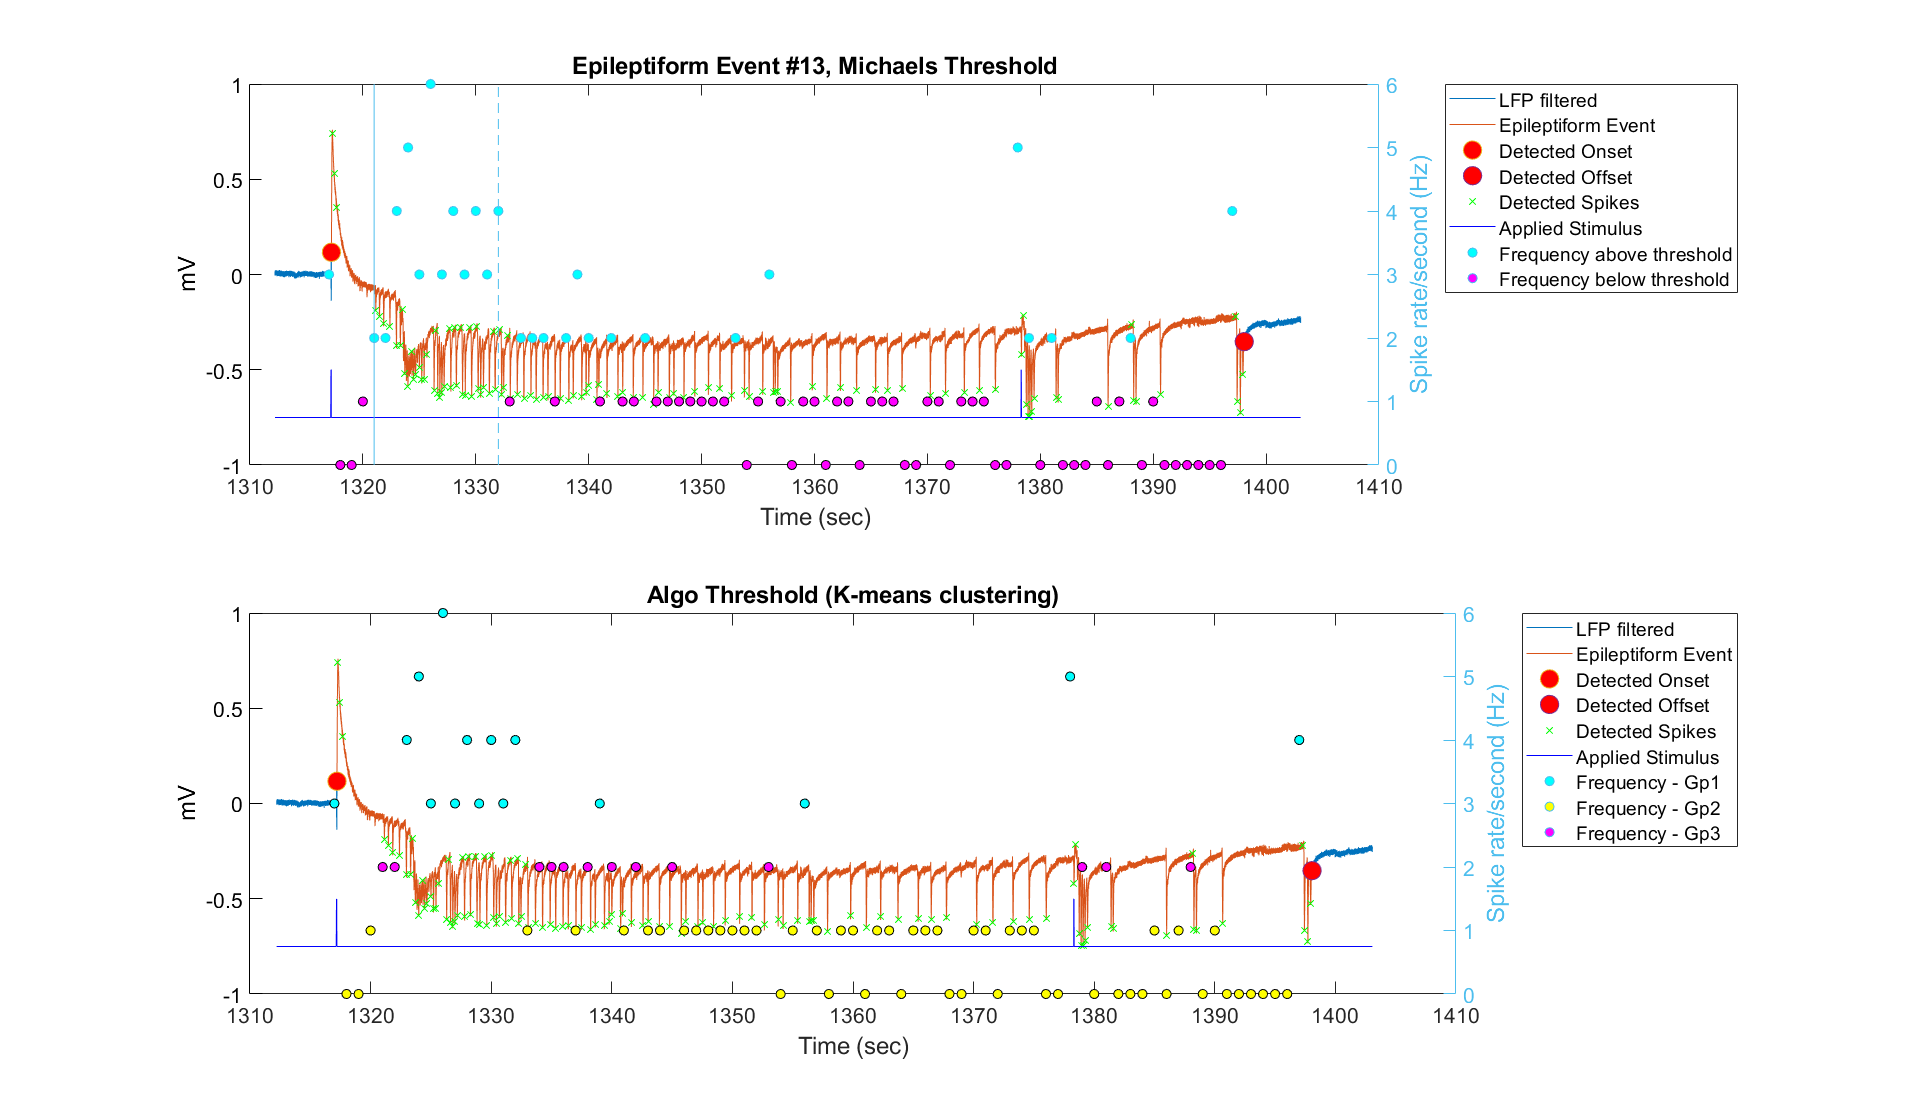 Epileptiform Event #13, Michaels Threshold
1
0.5
0
-0.5
-1
mV
1310
1320
1330
1340
1350
1360
1370
1380
1390
1400
1410
Time (sec)
6
5
4
3
2
1
0
Spike rate/second (Hz)
LFP filtered
Epileptiform Event
Detected Onset
Detected Offset
Detected Spikes
Applied Stimulus
Frequency above threshold
Frequency below threshold
Algo Threshold (K-means clustering)
1
0.5
0
-0.5
-1
mV
1310
1320
1330
1340
1350
1360
1370
1380
1390
1400
1410
Time (sec)
6
5
4
3
2
1
0
Spike rate/second (Hz)
LFP filtered
Epileptiform Event
Detected Onset
Detected Offset
Detected Spikes
Applied Stimulus
Frequency - Gp1
Frequency - Gp2
Frequency - Gp3